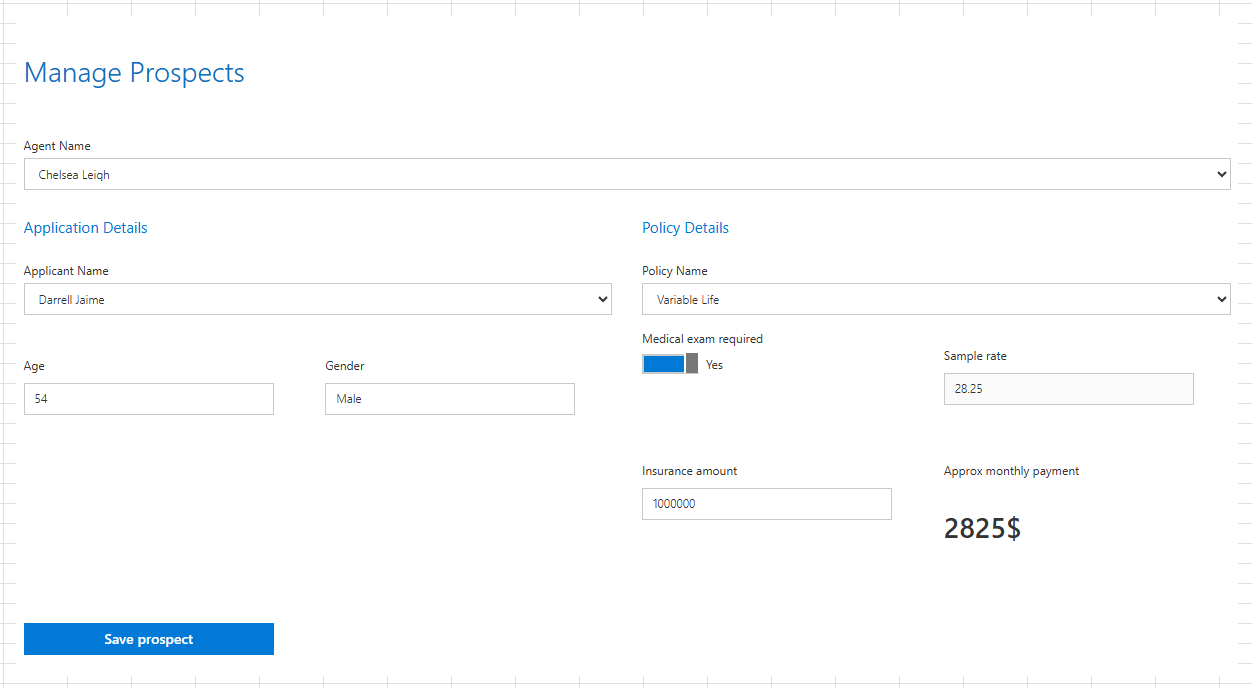 Manage Prospects
Agent Name
Chelsea Leigh
Application Details
Policy Details
Applicant Name
Policy Name
Darrell Jaime
Variable Life
Medical exam required
Yes
Sample rate
28.25
Age
Gender
54
Male
Insurance amount
Approx monthly payment
1000000
2825$
Save prospect